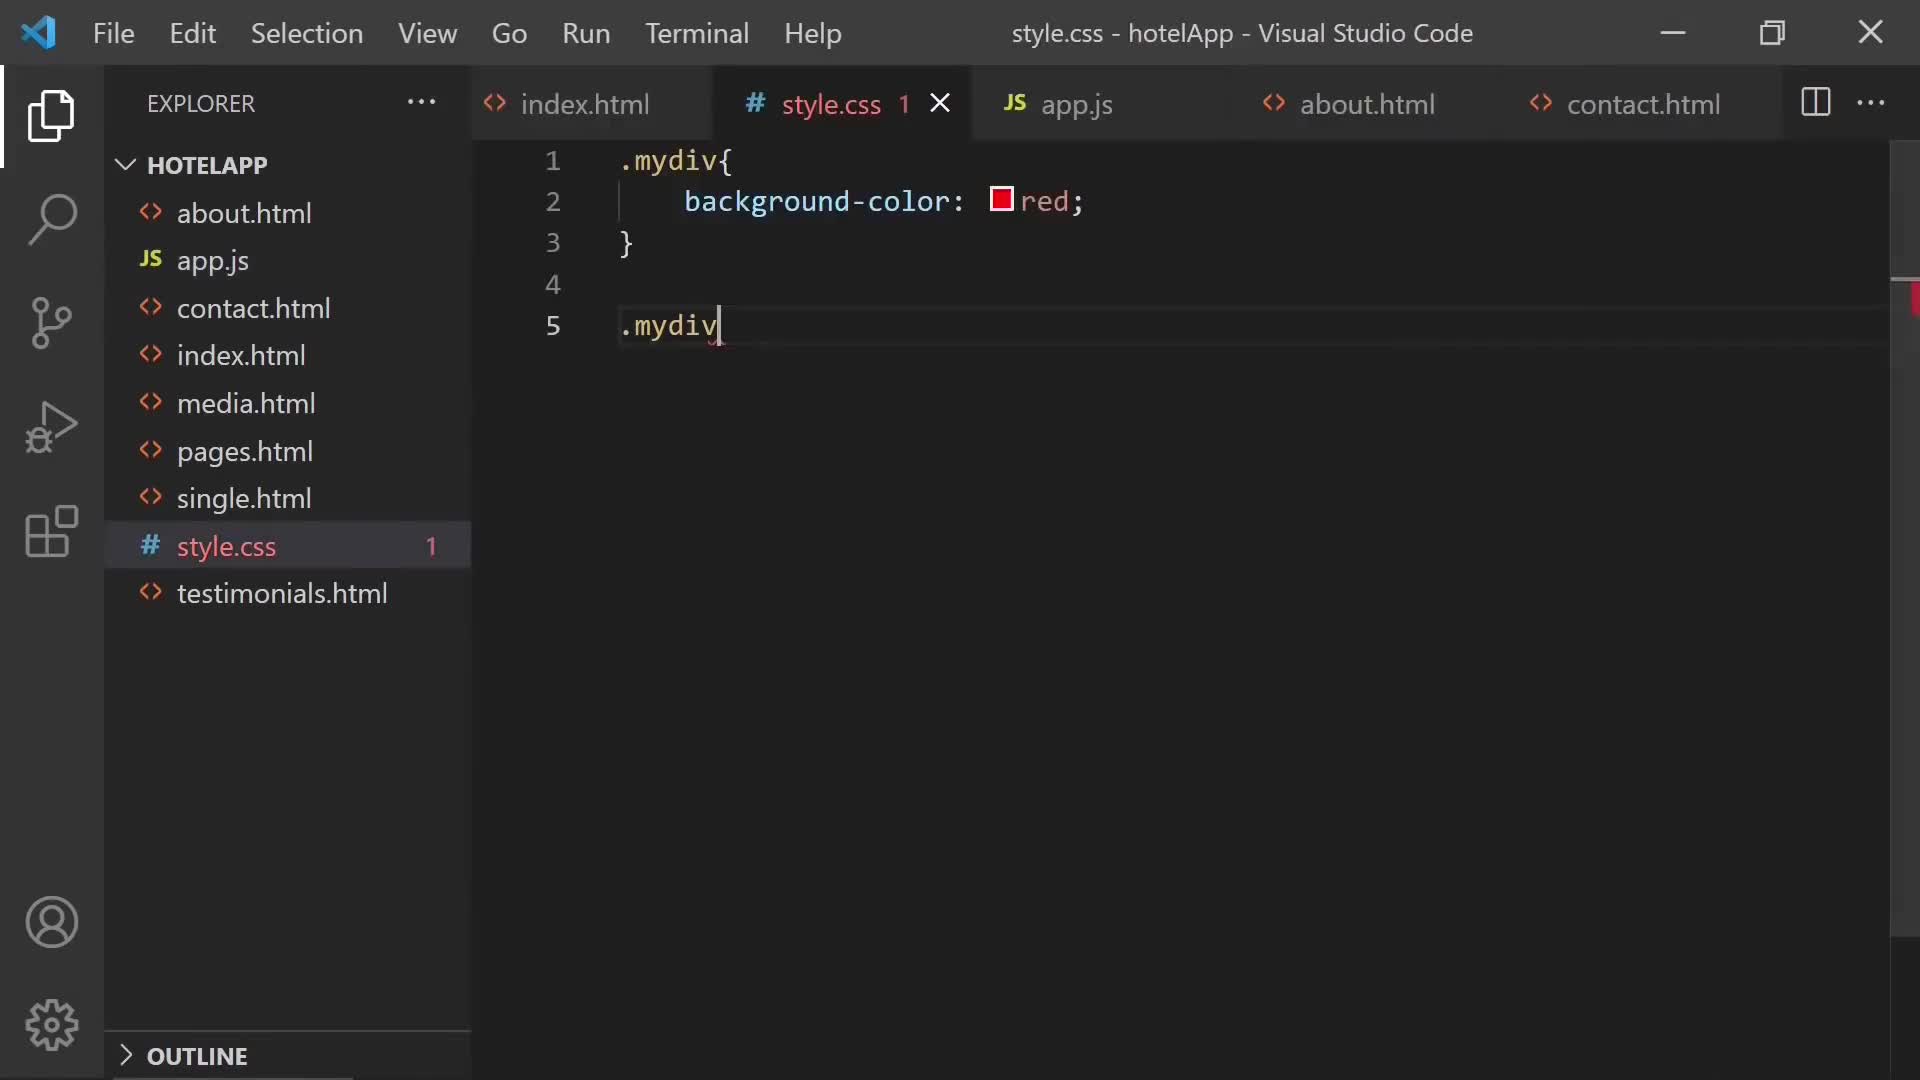 File Edit Selection View Go Run Terminal Help style.css - hotelApp - Visual Studio Code
EXPLORER
index.html
# style.css 1
JS app.js
about.html
contact.html
HOTELAPP
about.html
JS app.js
contact.html
index.html
media.html
pages.html
single.html
# style.css 1
testimonials.html
OUTLINE
1 .mydiv{
2 background-color: red;
3 }
4
5 .mydiv